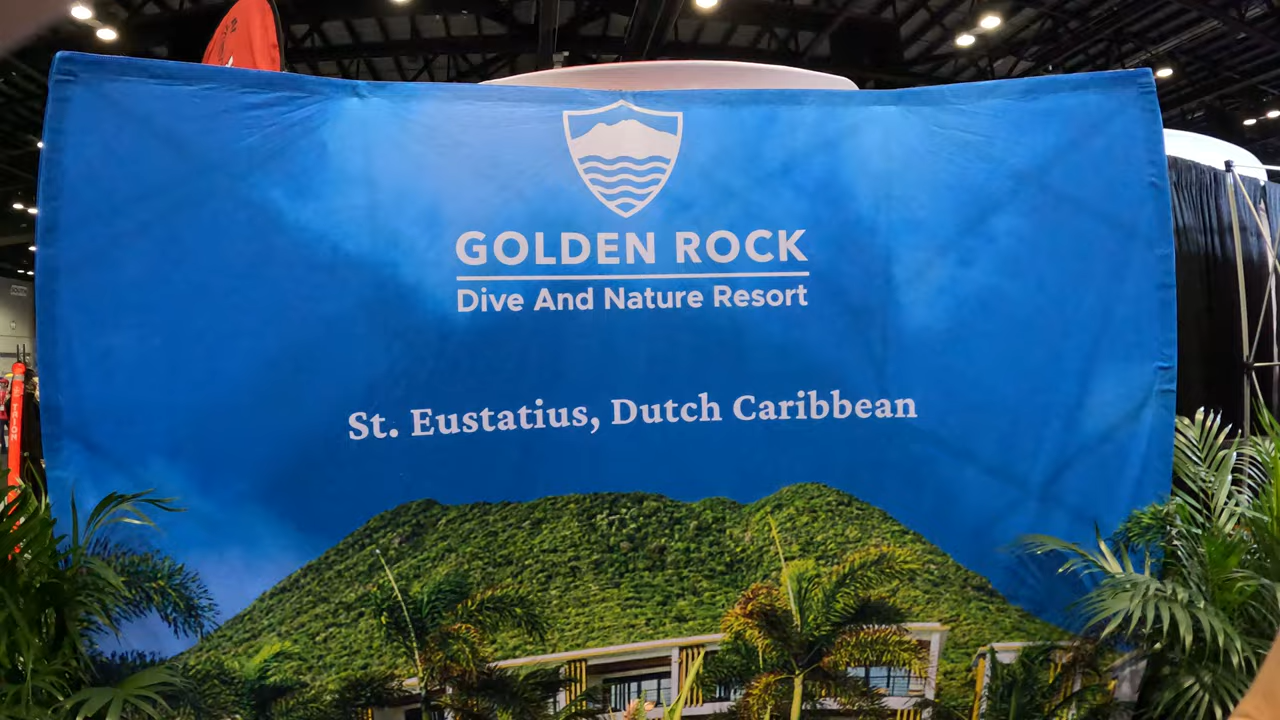 GOLDEN ROCK
Dive And Nature Resort
St. Eustatius, Dutch Caribbean